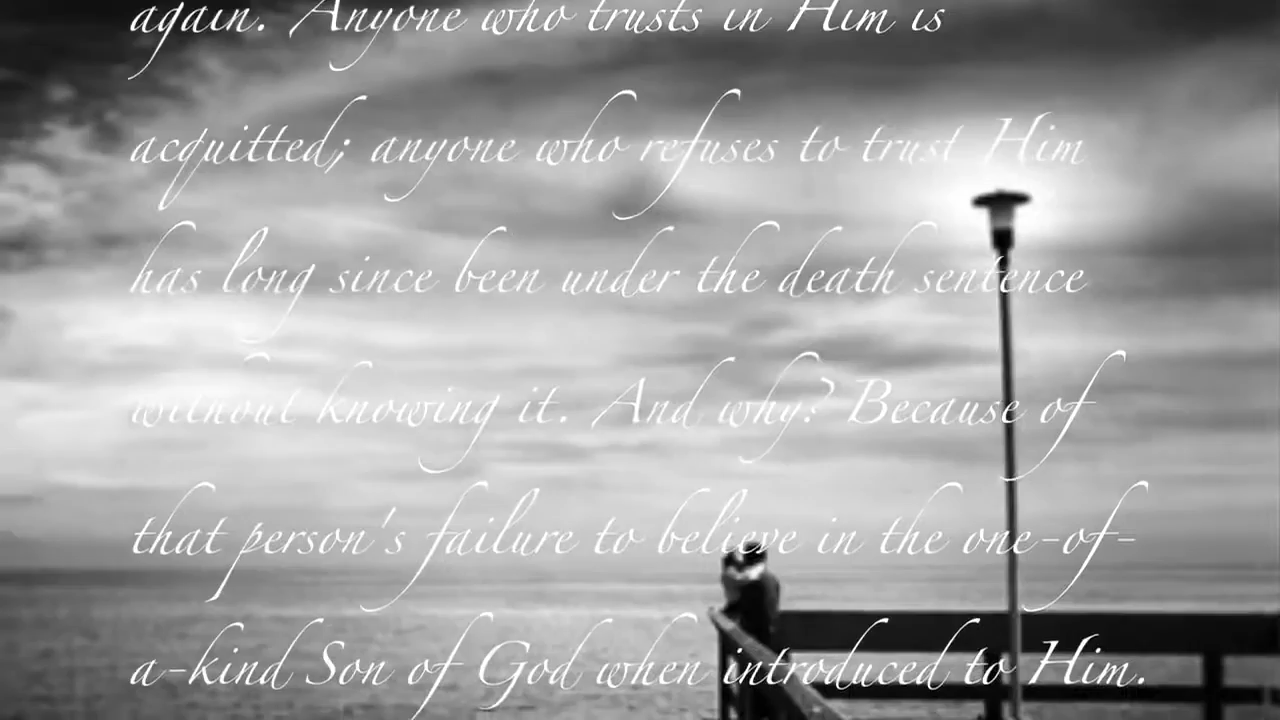 again. Anyone who trusts in Him is
acquitted; anyone who refuses to trust Him
has long since been under the death sentence
without knowing it. And why? Because of
that person's failure to believe in the one-of-
a-kind Son of God when introduced to Him.